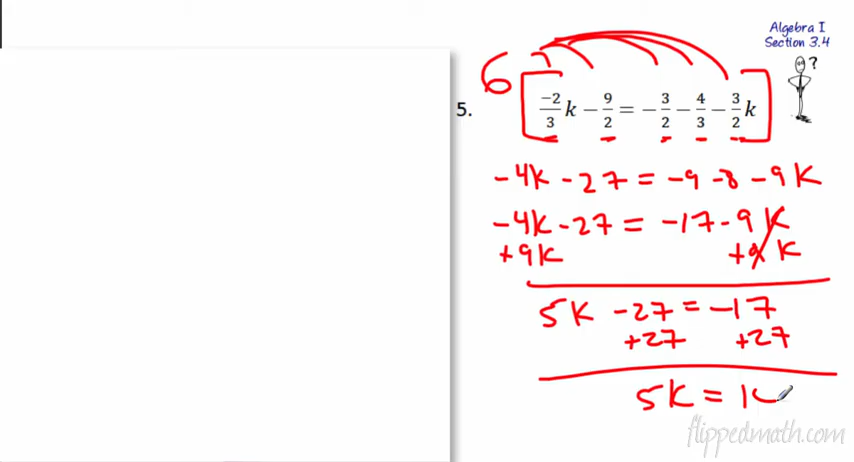 Algebra I
Section 3.4
?
6
5. [ -2/3 k - 9/2 = - 3/2 - 4/3 - 3/2 k ]
-4k -27 = -9 -8 -9k
-4k -27 = -17 -9k
+9k +9k
5k -27 = -17
+27 +27
5k =
flippedmath.com